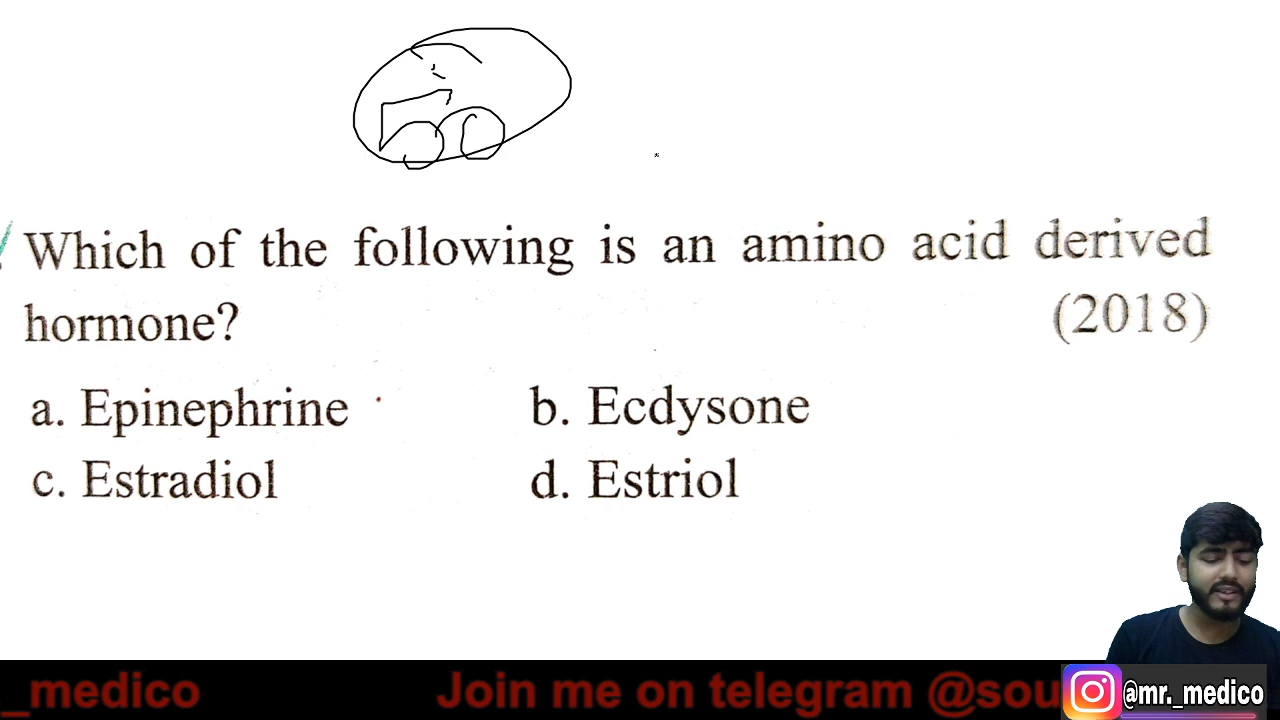 500
Which of the following is an amino acid derived
hormone? (2018)
a. Epinephrine b. Ecdysone
c. Estradiol d. Estriol
_medico Join me on telegram @sou
@mr._medico